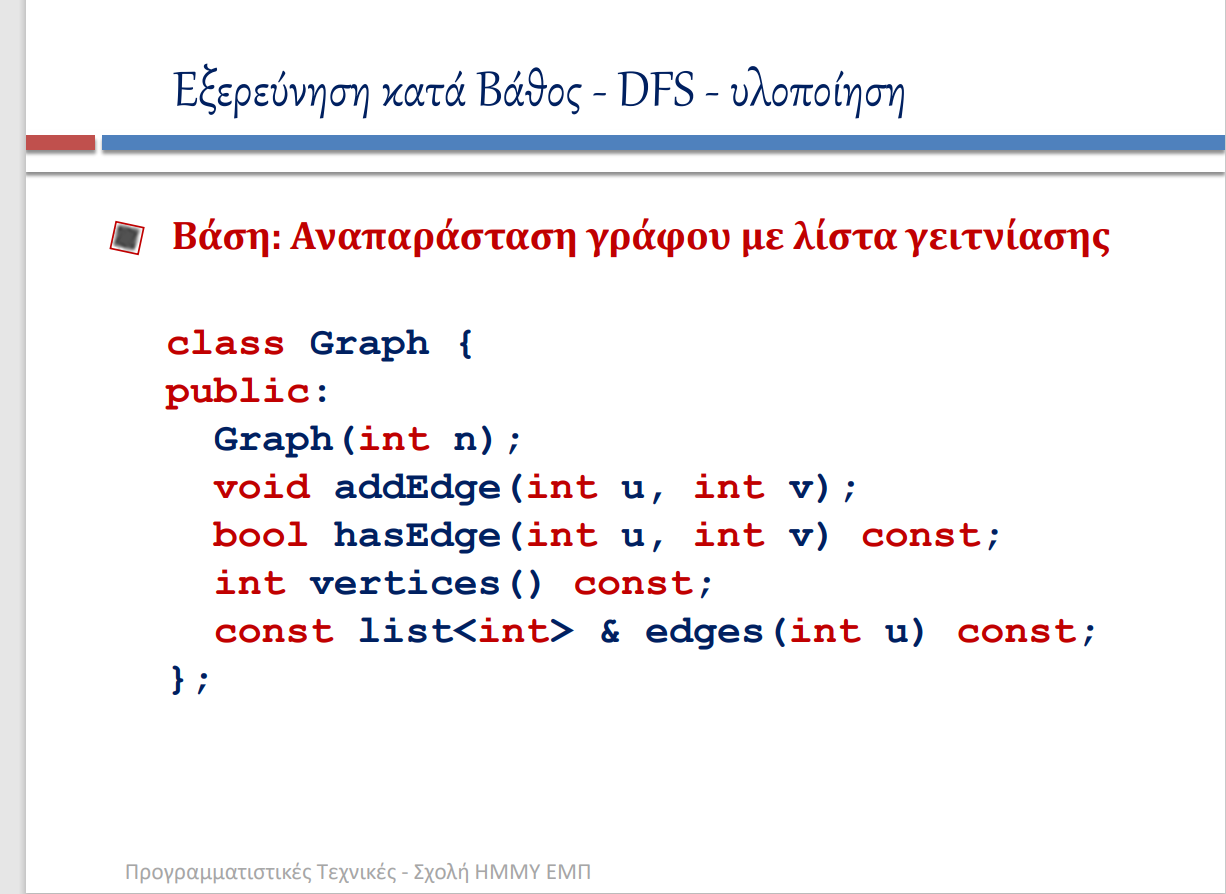 Εξερεύνηση κατά Βάθος - DFS - υλοποίηση
Βάση: Αναπαράσταση γράφου με λίστα γειτνίασης
class Graph {
public:
  Graph(int n);
  void addEdge(int u, int v);
  bool hasEdge(int u, int v) const;
  int vertices() const;
  const list<int> & edges(int u) const;
};
Προγραμματιστικές Τεχνικές - Σχολή ΗΜΜΥ ΕΜΠ